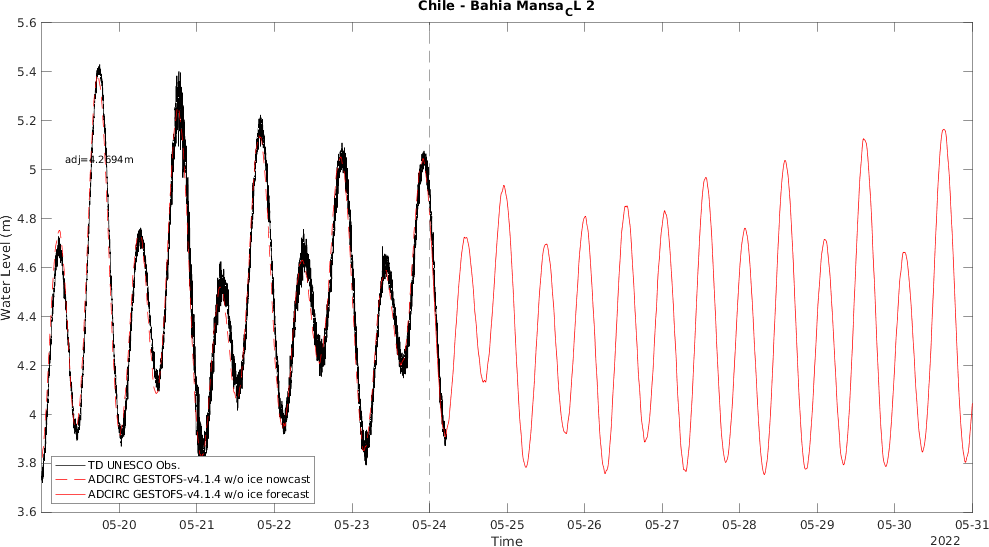 Chile - Bahia Mansa_CL 2
5.6
5.4
5.2
5
4.8
4.6
4.4
4.2
4
3.8
3.6
Water Level (m)
adj=4.2694m
TD UNESCO Obs.
ADCIRC GESTOFS-v4.1.4 w/o ice nowcast
ADCIRC GESTOFS-v4.1.4 w/o ice forecast
05-20 05-21 05-22 05-23 05-24 05-25 05-26 05-27 05-28 05-29 05-30 05-31
Time
2022